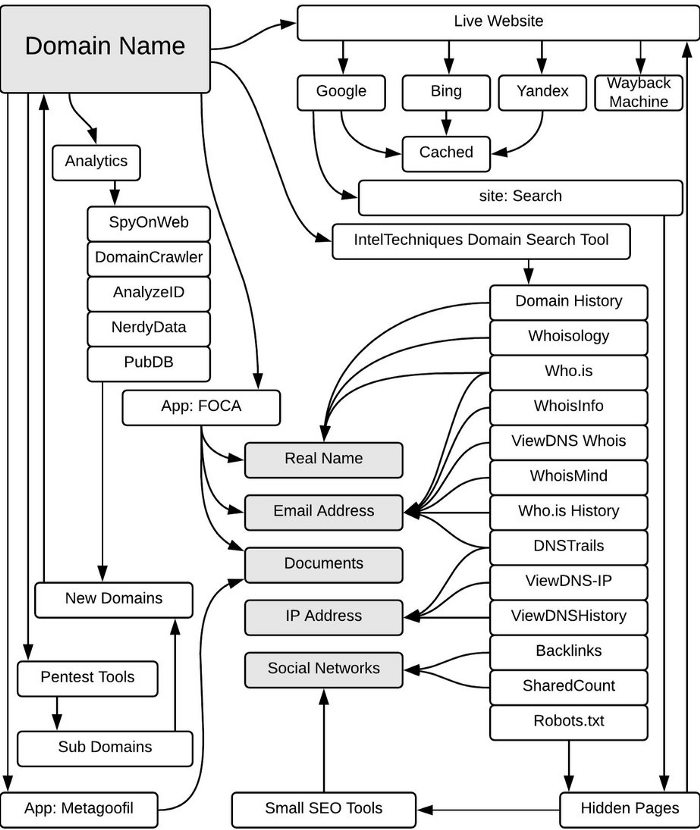 Domain Name
Live Website
Google
Bing
Yandex
Wayback
Machine
Cached
Analytics
site: Search
SpyOnWeb
IntelTechniques Domain Search Tool
DomainCrawler
AnalyzeID
Domain History
NerdyData
Whoisology
PubDB
Who.is
App: FOCA
WhoisInfo
ViewDNS Whois
Real Name
WhoisMind
Email Address
Who.is History
DNSTrails
Documents
ViewDNS-IP
New Domains
IP Address
ViewDNSHistory
Backlinks
Social Networks
Pentest Tools
SharedCount
Robots.txt
Sub Domains
App: Metagoofil
Small SEO Tools
Hidden Pages